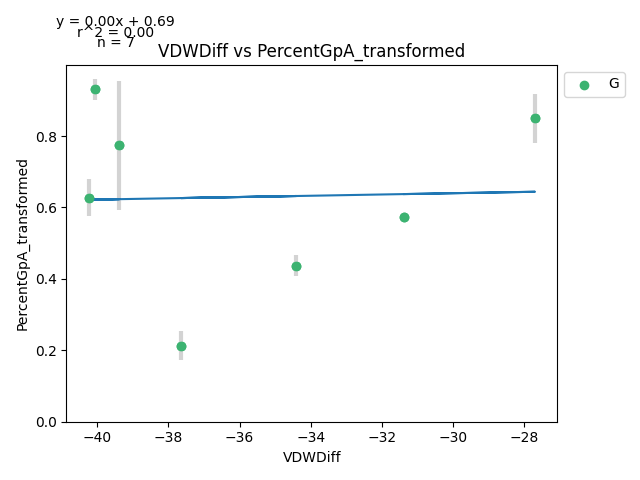 y = 0.00x + 0.69
r^2 = 0.00
n = 7
VDWDiff vs PercentGpA_transformed
G
PercentGpA_transformed
0.8
0.6
0.4
0.2
0.0
−40
−38
−36
−34
−32
−30
−28
VDWDiff